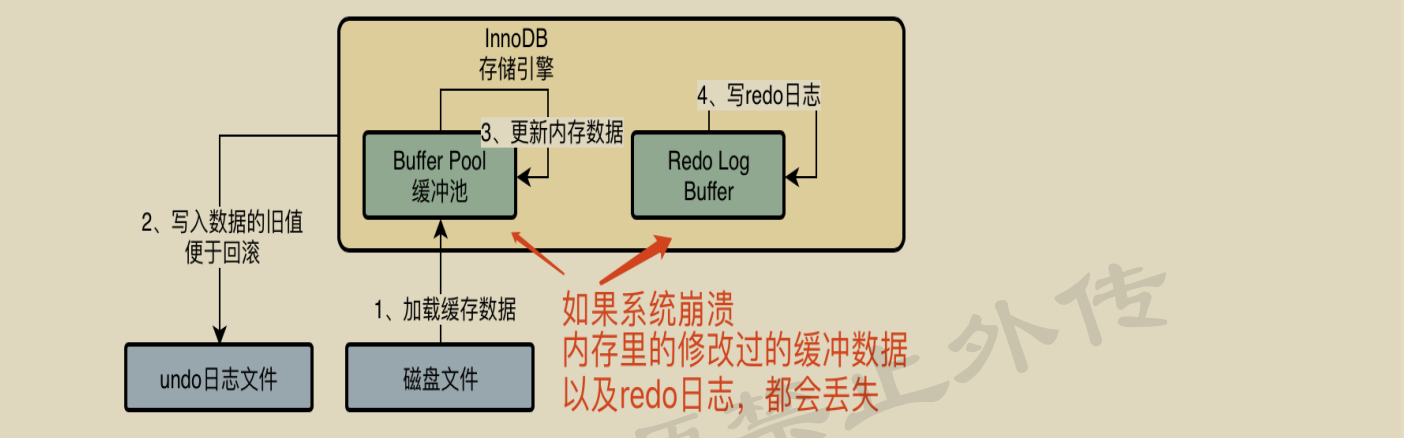 InnoDB
存储引擎
4、写redo日志
3、更新内存数据
Buffer Pool
缓冲池
Redo Log
Buffer
2、写入数据的旧值
便于回滚
1、加载缓存数据
如果系统崩溃
内存里的修改过的缓冲数据
以及redo日志，都会丢失
undo日志文件
磁盘文件
禁止外传